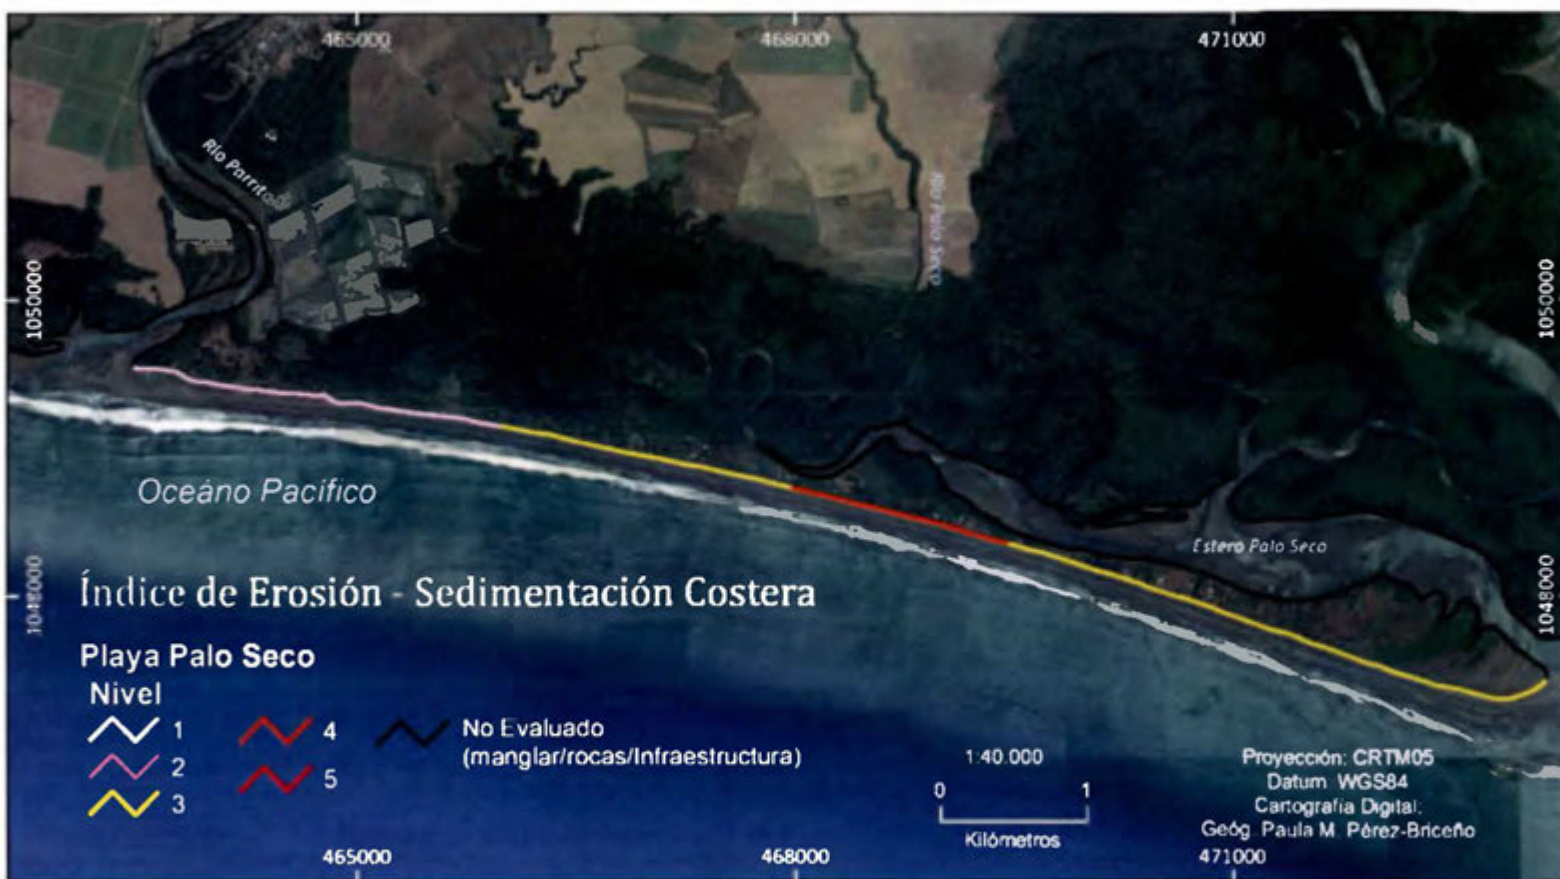 465000
468000
471000
Río Parrita
Río Palo Seco
1050000
1050000
Océano Pacífico
Estero Palo Seco
1048000
1048000
Índice de Erosión - Sedimentación Costera
Playa Palo Seco
Nivel
1
2
3
4
5
No Evaluado
(manglar/rocas/Infraestructura)
1:40.000
0
1
Kilómetros
Proyección: CRTM05
Datum WGS84
Cartografía Digital:
Geóg. Paula M. Pérez-Briceño
465000
468000
471000